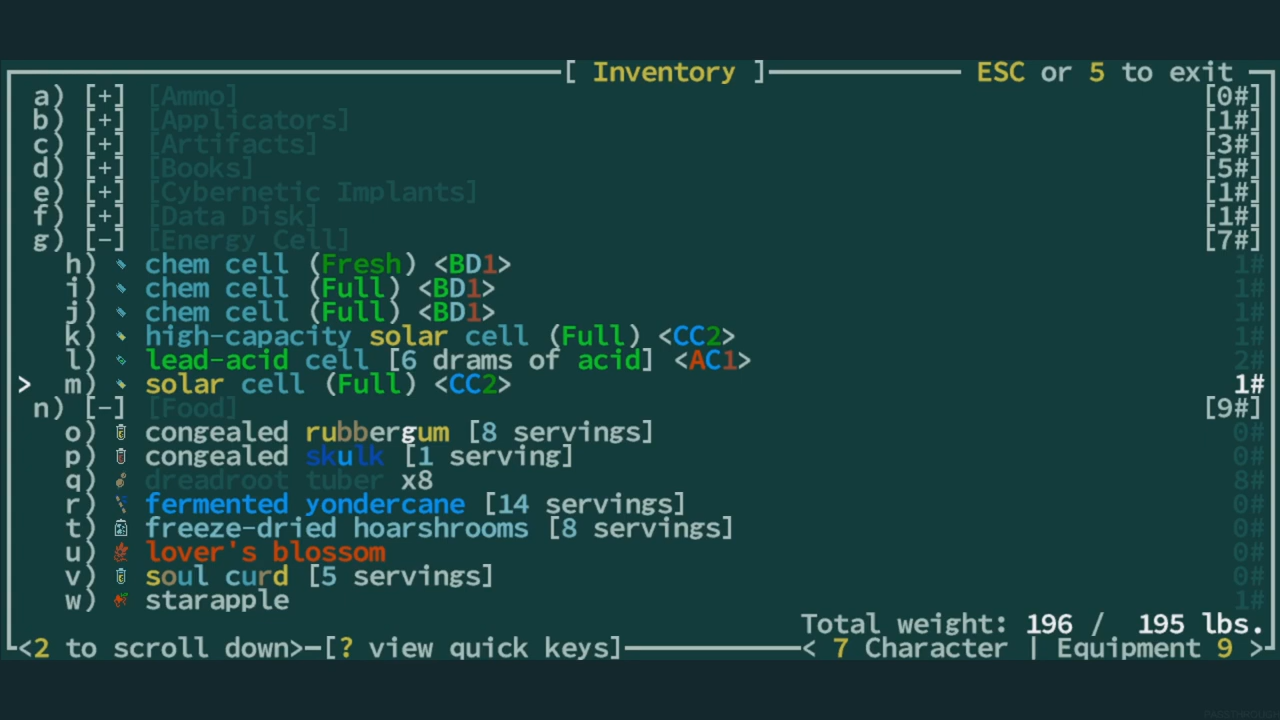 [ Inventory ] ESC or 5 to exit
a) [+] [Ammo] [0#]
b) [+] [Applicators] [1#]
c) [+] [Artifacts] [3#]
d) [+] [Books] [5#]
e) [+] [Cybernetic Implants] [1#]
f) [+] [Data Disk] [1#]
g) [-] [Energy Cell] [7#]
h) chem cell (Fresh) <BD1> 1#
i) chem cell (Full) <BD1> 1#
j) chem cell (Full) <BD1> 1#
k) high-capacity solar cell (Full) <CC2> 1#
l) lead-acid cell [6 drams of acid] <AC1> 2#
> m) solar cell (Full) <CC2> 1#
n) [-] [Food] [9#]
o) congealed rubbergum [8 servings] 0#
p) congealed skulk [1 serving] 0#
q) dreadroot tuber x8 8#
r) fermented yondercane [14 servings] 0#
t) freeze-dried hoarshrooms [8 servings] 0#
u) lover's blossom 0#
v) soul curd [5 servings] 0#
w) starapple 1#
Total weight: 196 / 195 lbs.
<2 to scroll down> [? view quick keys] < 7 Character | Equipment 9 >